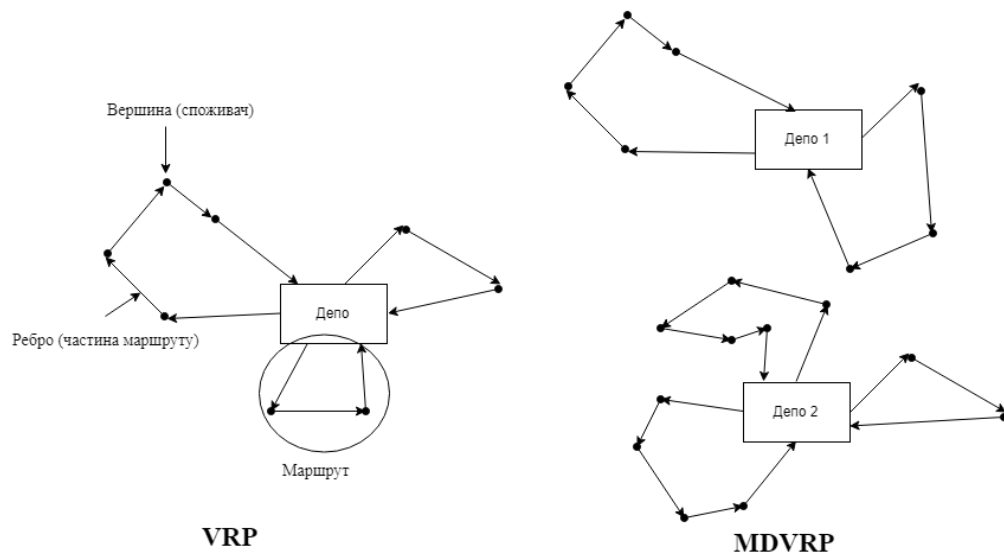 Вершина (споживач)
Депо
Ребро (частина маршруту)
Маршрут
VRP
Депо 1
Депо 2
MDVRP